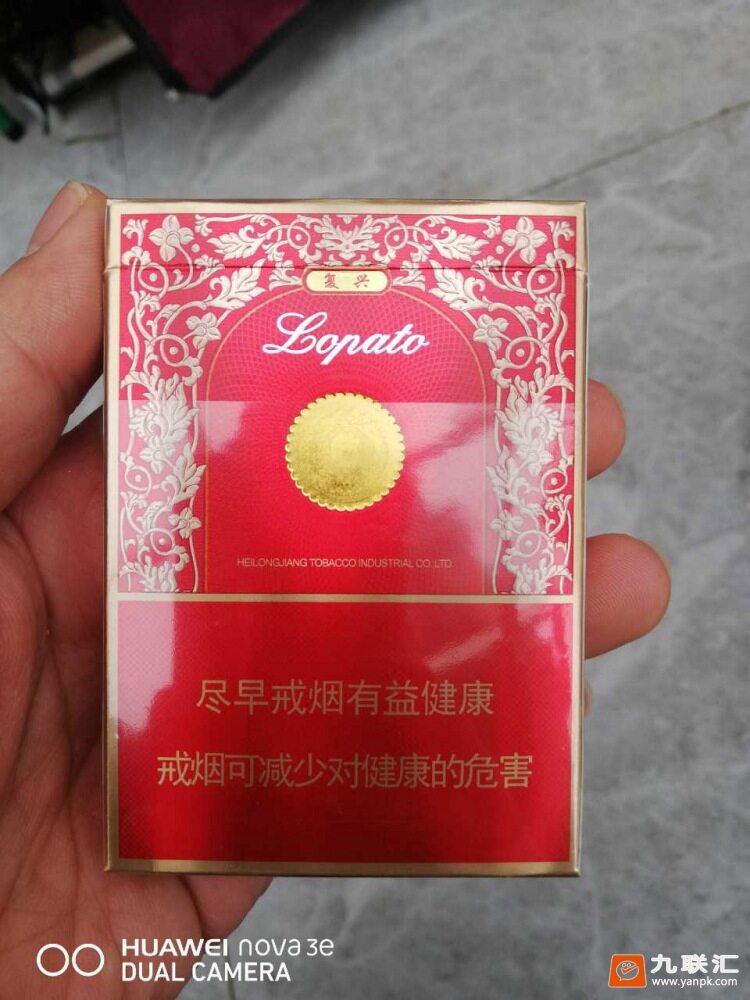 复兴
Lopato
HEILONGJIANG TOBACCO INDUSTRIAL CO., LTD.
尽早戒烟有益健康
戒烟可减少对健康的危害
HUAWEI nova 3e
DUAL CAMERA
九联汇
www.yanpk.com